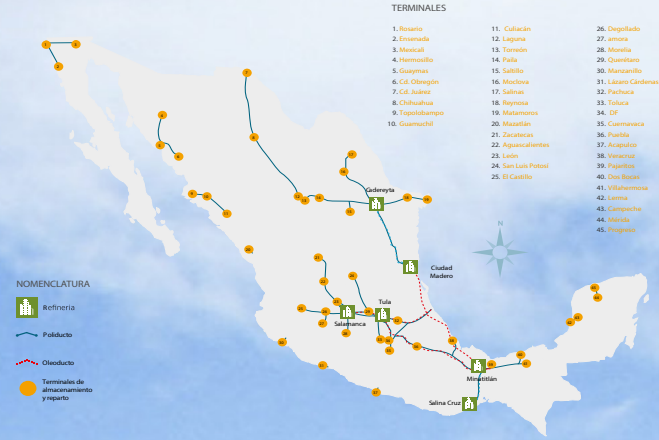 TERMINALES
1. Rosario
2. Ensenada
3. Mexicali
4. Hermosillo
5. Guaymas
6. Cd. Obregón
7. Cd. Juárez
8. Chihuahua
9. Topolobampo
10. Guamuchil
11. Culiacán
12. Laguna
13. Torreón
14. Paila
15. Saltillo
16. Moclova
17. Salinas
18. Reynosa
19. Matamoros
20. Mazatlán
21. Zacatecas
22. Aguascalientes
23. León
24. San Luis Potosí
25. El Castillo
26. Degollado
27. amora
28. Morelia
29. Querétaro
30. Manzanillo
31. Lázaro Cárdenas
32. Pachuca
33. Toluca
34. DF
35. Cuernavaca
36. Puebla
37. Acapulco
38. Veracruz
39. Pajaritos
40. Dos Bocas
41. Villahermosa
42. Lerma
43. Campeche
44. Mérida
45. Progreso
N
Cadereyta
Ciudad
Madero
Tula
Salamanca
Minatitlán
Salina Cruz
NOMENCLATURA
Refinería
Poliducto
Oleoducto
Terminales de
almacenamiento
y reparto